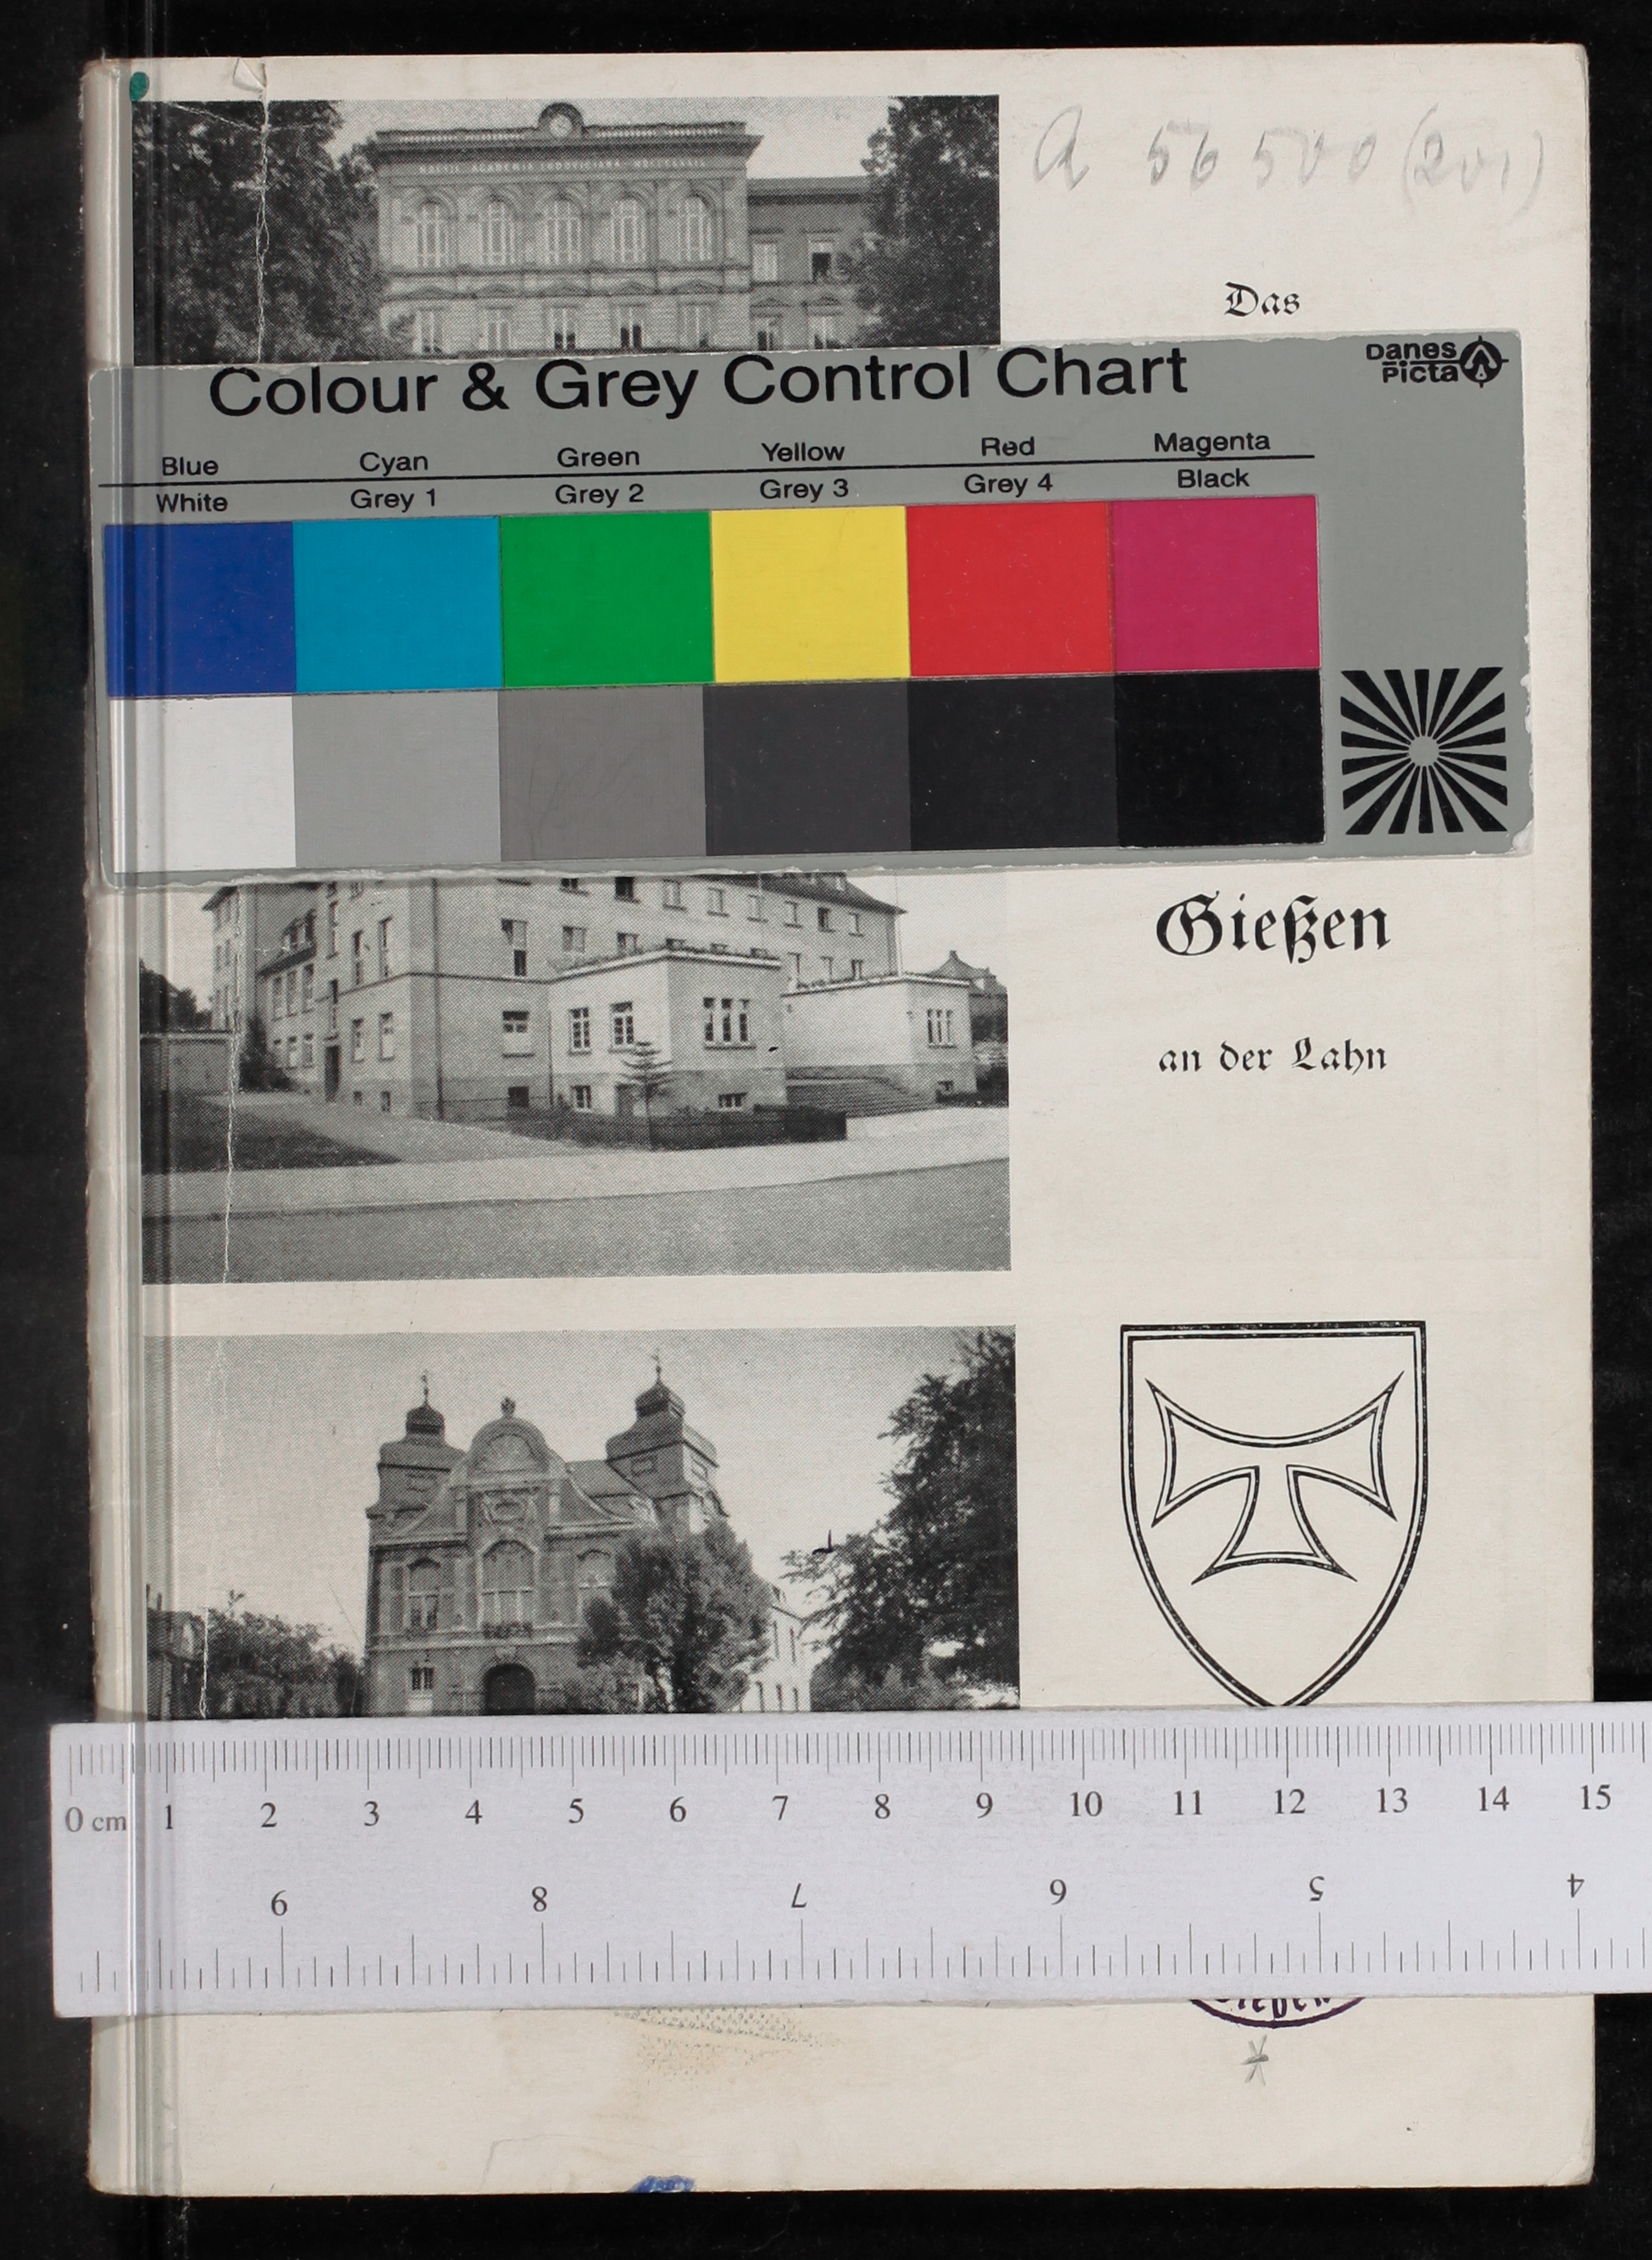 A 56 500 (201)
Das
Colour & Grey Control Chart
Danes
Picta
Blue Cyan Green Yellow Red Magenta
White Grey 1 Grey 2 Grey 3 Grey 4 Black
Gießen
an der Lahn
0 cm 1 2 3 4 5 6 7 8 9 10 11 12 13 14 15
9 8 7 6 5 4